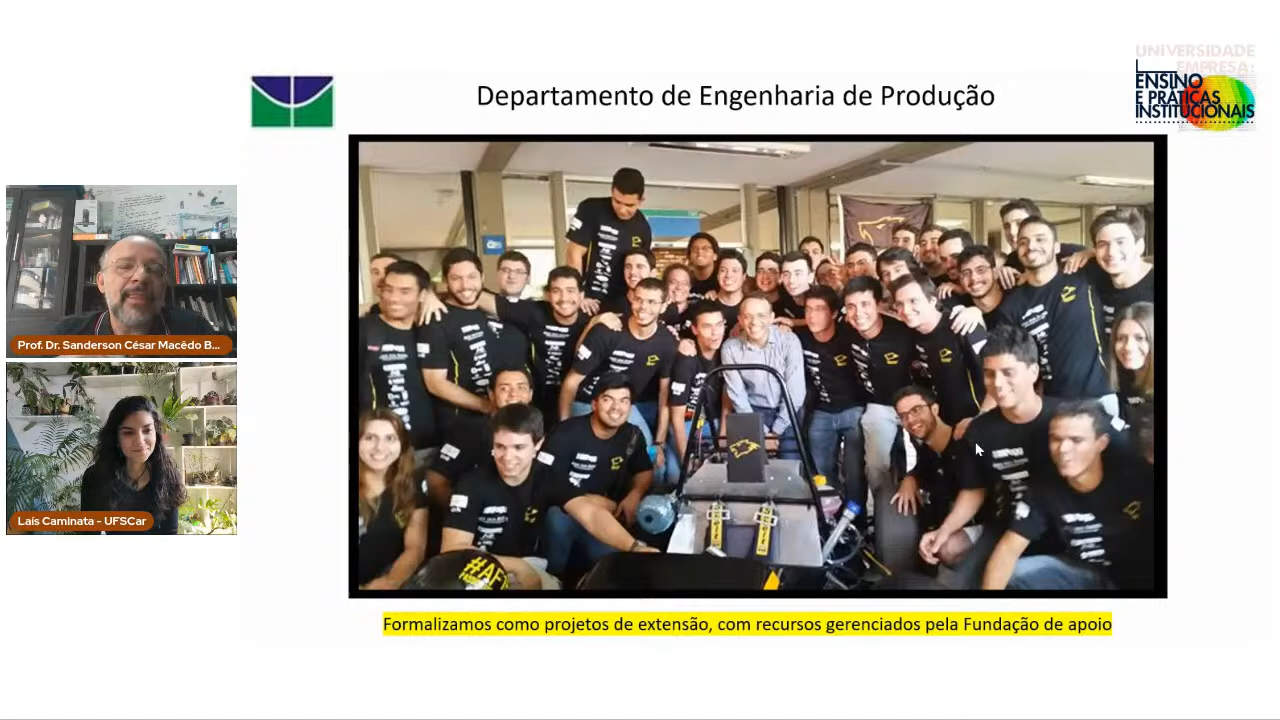 UNIVERSIDADE
EMPRESA:
ENSINO
E PRÁTICAS
INSTITUCIONAIS
Departamento de Engenharia de Produção
Prof. Dr. Sanderson César Macêdo B...
Laís Caminata - UFSCar
#AF
Formalizamos como projetos de extensão, com recursos gerenciados pela Fundação de apoio